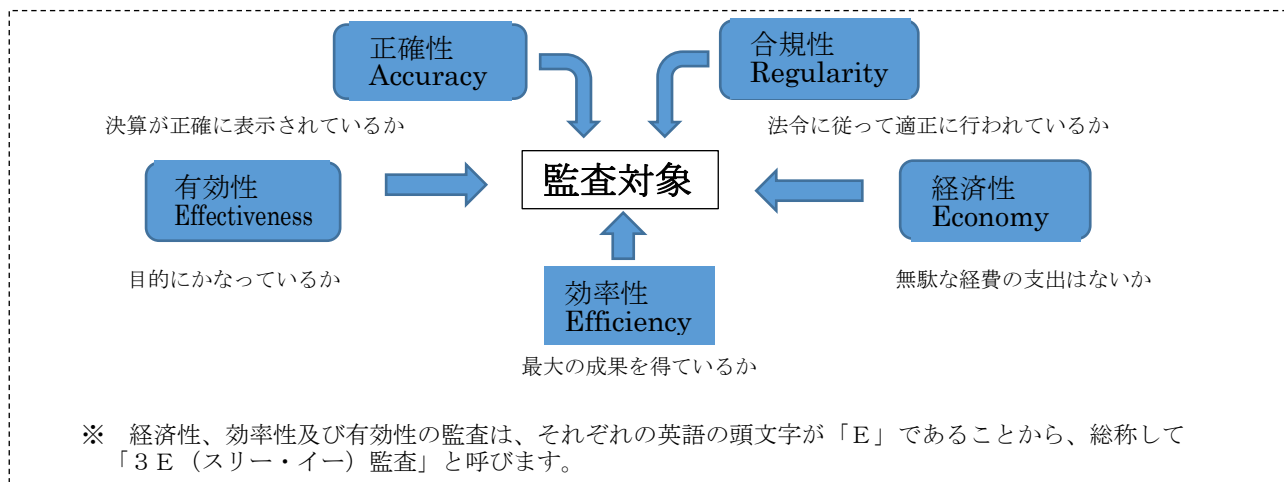 正確性
Accuracy
合規性
Regularity
決算が正確に表示されているか
法令に従って適正に行われているか
監査対象
有効性
Effectiveness
経済性
Economy
目的にかなっているか
無駄な経費の支出はないか
効率性
Efficiency
最大の成果を得ているか
※　経済性、効率性及び有効性の監査は、それぞれの英語の頭文字が「Ｅ」であることから、総称して
「３Ｅ（スリー・イー）監査」と呼びます。